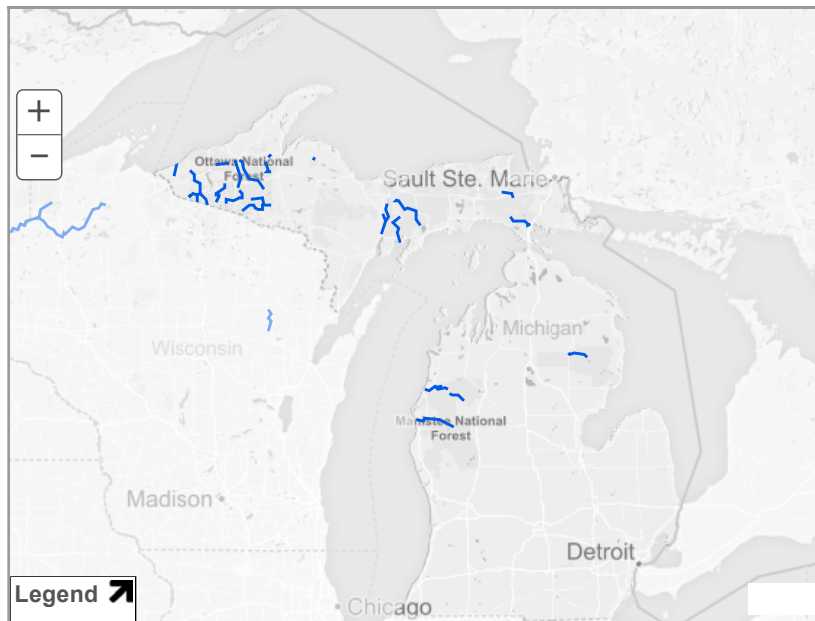 +
−
Ottawa National
Forest
Sault Ste. Marie
Michigan
Wisconsin
Manistee National
Forest
Madison
Detroit
Legend
Chicago